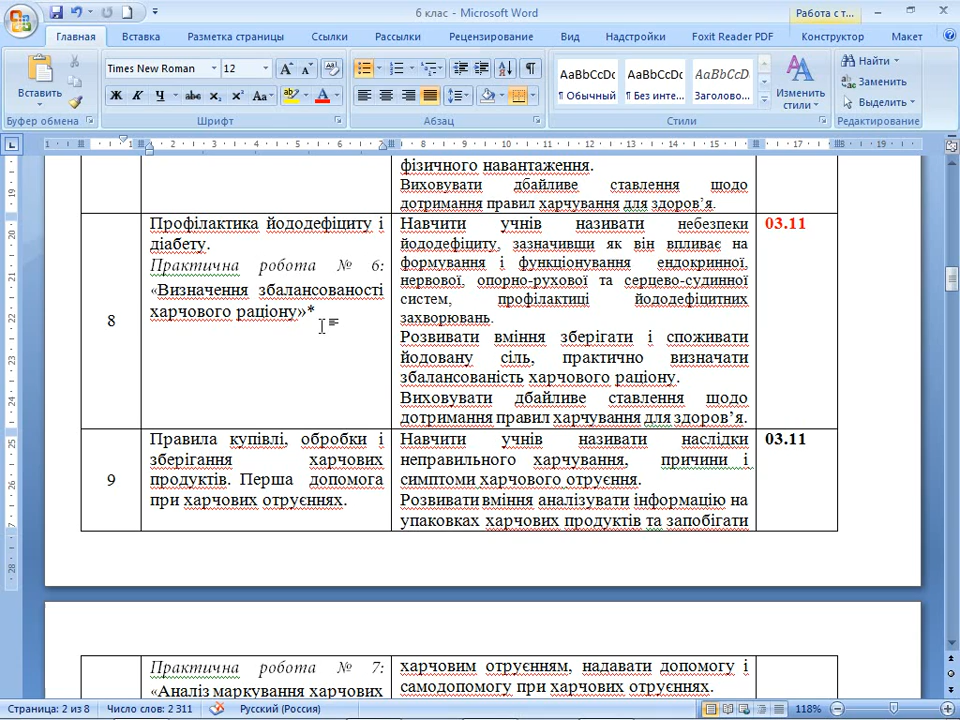 6 клас - Microsoft Word
Работа с т...
Главная
Вставка
Разметка страницы
Ссылки
Рассылки
Рецензирование
Вид
Надстройки
Foxit Reader PDF
Конструктор
Макет
Вставить
Times New Roman
12
Ж К Ч abc x₂ x² Aa
AaBbCcDc
AaBbCcDc
AaBbCcD
¶ Обычный
¶ Без инте...
Заголово...
Изменить стили
Найти
Заменить
Выделить
Буфер обмена
Шрифт
Абзац
Стили
Редактирование
фізичного навантаження.
Виховувати дбайливе ставлення щодо
дотримання правил харчування для здоров’я.
8
Профілактика йододефіциту і
діабету.
Практична робота № 6:
«Визначення збалансованості
харчового раціону»*
Навчити учнів називати небезпеки
йододефіциту, зазначивши як він впливає на
формування і функціонування ендокринної,
нервової, опорно-рухової та серцево-судинної
систем, профілактиці йододефіцитних
захворювань.
Розвивати вміння зберігати і споживати
йодовану сіль, практично визначати
збалансованість харчового раціону.
Виховувати дбайливе ставлення щодо
дотримання правил харчування для здоров’я.
03.11
9
Правила купівлі, обробки і
зберігання харчових
продуктів. Перша допомога
при харчових отруєннях.
Навчити учнів називати наслідки
неправильного харчування, причини і
симптоми харчового отруєння.
Розвивати вміння аналізувати інформацію на
упаковках харчових продуктів та запобігати
03.11
Практична робота № 7:
«Аналіз маркування харчових
харчовим отруєнням, надавати допомогу і
самодопомогу при харчових отруєннях.
Страница: 2 из 8
Число слов: 2 311
Русский (Россия)
118%